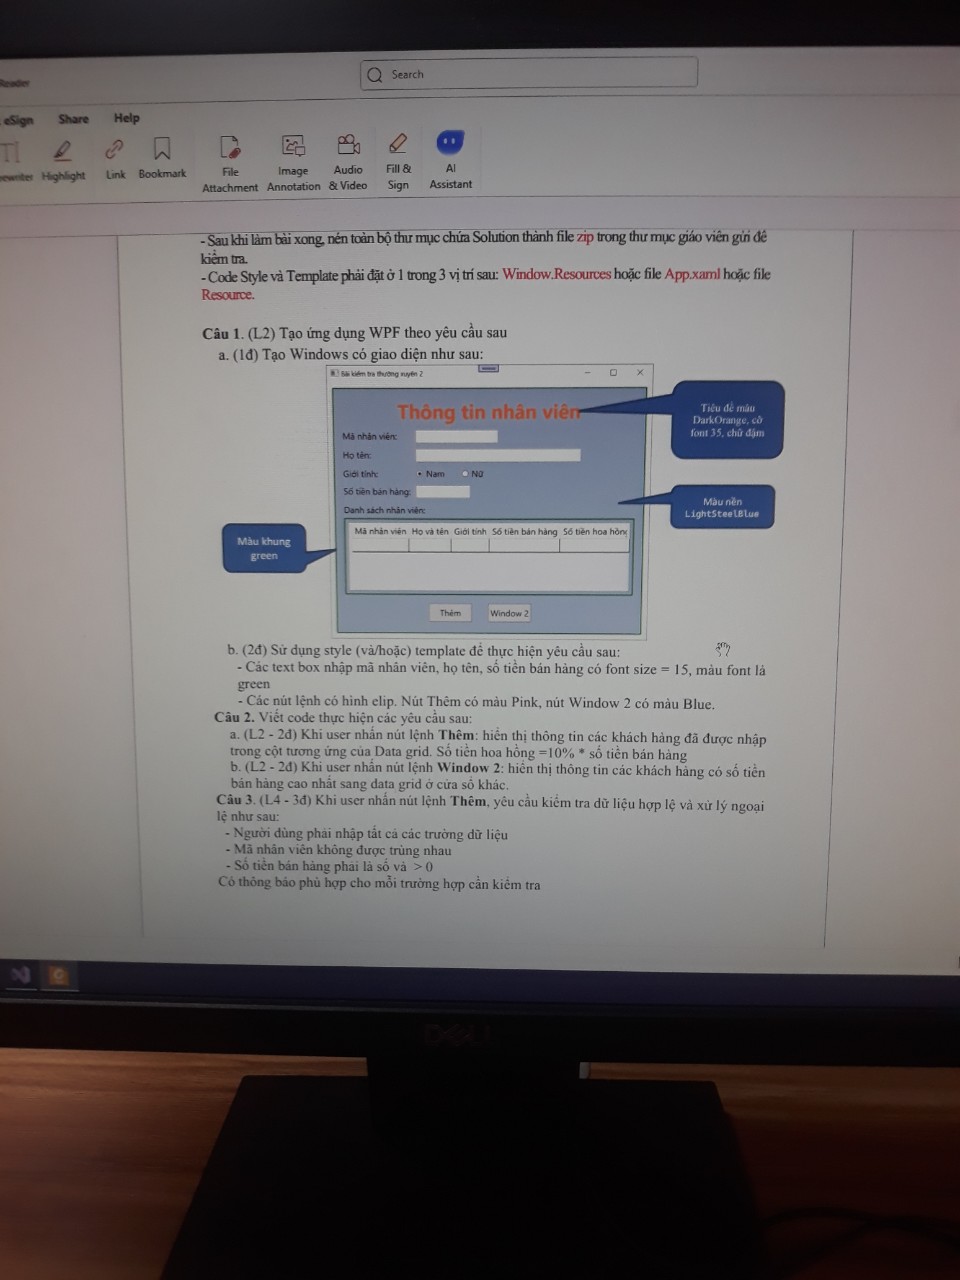 Reader
Search
eSign Share Help
Highlight Link Bookmark File Attachment Image Annotation Audio & Video Fill & Sign AI Assistant
- Sau khi làm bài xong, nén toàn bộ thư mục chứa Solution thành file zip trong thư mục giáo viên gửi đề
kiểm tra.
- Code Style và Template phải đặt ở 1 trong 3 vị trí sau: Window.Resources hoặc file App.xaml hoặc file
Resource.
Câu 1. (L2) Tạo ứng dụng WPF theo yêu cầu sau
a. (1đ) Tạo Windows có giao diện như sau:
Bài kiểm tra thường xuyên 2
Thông tin nhân viên
Tiêu đề màu
DarkOrange, cỡ
font 35, chữ đậm
Mã nhân viên:
Họ tên:
Giới tính: Nam Nữ
Số tiền bán hàng:
Màu nền
LightSteelBlue
Danh sách nhân viên:
Mã nhân viên Họ và tên Giới tính Số tiền bán hàng Số tiền hoa hồng
Màu khung
green
Thêm Window 2
b. (2đ) Sử dụng style (và/hoặc) template để thực hiện yêu cầu sau:
- Các text box nhập mã nhân viên, họ tên, số tiền bán hàng có font size = 15, màu font là
green
- Các nút lệnh có hình elip. Nút Thêm có màu Pink, nút Window 2 có màu Blue.
Câu 2. Viết code thực hiện các yêu cầu sau:
a. (L2 - 2đ) Khi user nhấn nút lệnh Thêm: hiển thị thông tin các khách hàng đã được nhập
trong cột tương ứng của Data grid. Số tiền hoa hồng =10% * số tiền bán hàng
b. (L2 - 2đ) Khi user nhấn nút lệnh Window 2: hiển thị thông tin các khách hàng có số tiền
bán hàng cao nhất sang data grid ở cửa sổ khác.
Câu 3. (L4 - 3đ) Khi user nhấn nút lệnh Thêm, yêu cầu kiểm tra dữ liệu hợp lệ và xử lý ngoại
lệ như sau:
- Người dùng phải nhập tất cả các trường dữ liệu
- Mã nhân viên không được trùng nhau
- Số tiền bán hàng phải là số và > 0
Có thông báo phù hợp cho mỗi trường hợp cần kiểm tra
DELL